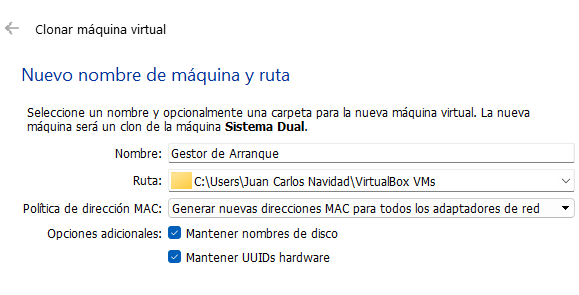 Clonar máquina virtual
Nuevo nombre de máquina y ruta
Seleccione un nombre y opcionalmente una carpeta para la nueva máquina virtual. La nueva
máquina será un clon de la máquina Sistema Dual.
Nombre: Gestor de Arranque
Ruta: C:\Users\Juan Carlos Navidad\VirtualBox VMs
Política de dirección MAC: Generar nuevas direcciones MAC para todos los adaptadores de red
Opciones adicionales: Mantener nombres de disco
Mantener UUIDs hardware